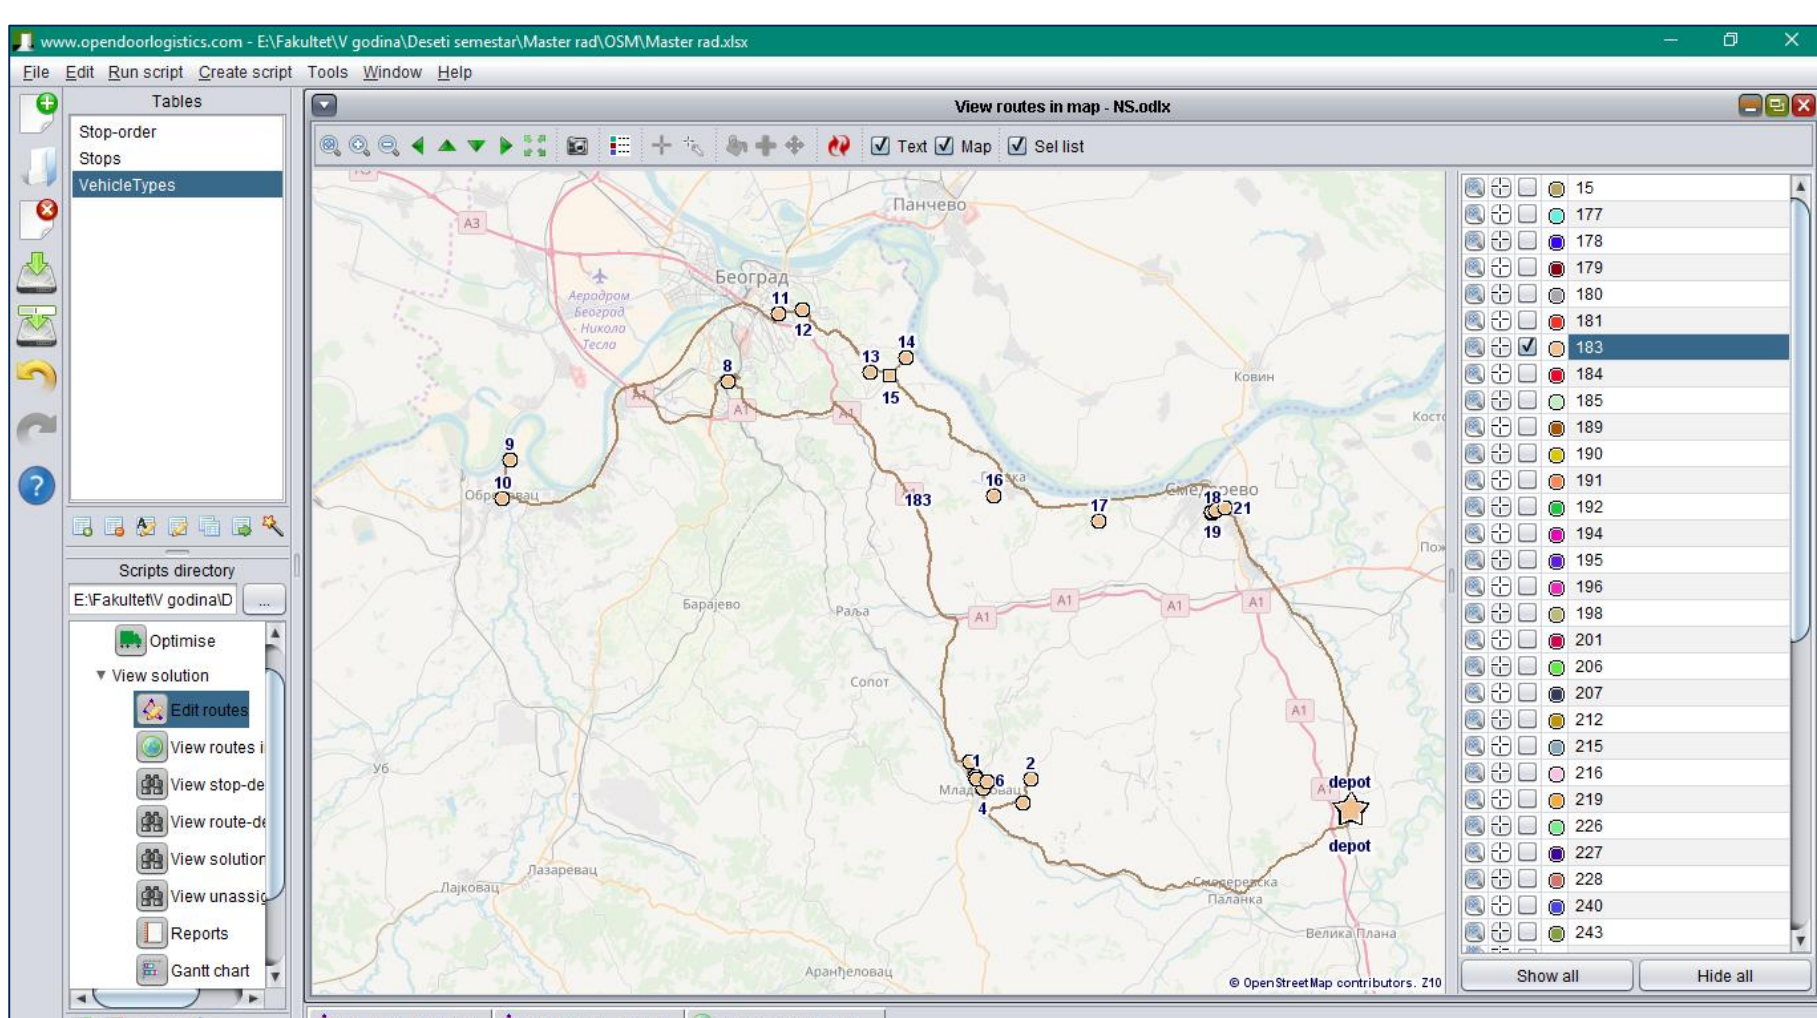 www.opendoorlogistics.com - E:\Fakultet\V godina\Deseti semestar\Master rad\OSM\Master rad.xlsx
File Edit Run script Create script Tools Window Help
Tables
Stop-order
Stops
VehicleTypes
Scripts directory
E:\Fakultet\V godina\D
...
Optimise
View solution
Edit routes
View routes i
View stop-de
View route-de
View solution
View unassig
Reports
Gantt chart
View routes in map - NS.odlx
Text Map Sel list
Панчево
A3
Београд
Аеродром
Београд
- Никола
Тесла
11
12
14
13
15
8
Ковин
A1
A1
A1
9
10
16
17
Смедерево
18
21
19
183
Барајево
Раља
A1
A1
A1
A1
Сопот
A1
Уб
1
2
6
4
depot
depot
Лазаревац
Лајковац
Смедеревска
Паланка
Велика Плана
Аранђеловац
© OpenStreetMap contributors. Z10
15
177
178
179
180
181
183
184
185
189
190
191
192
194
195
196
198
201
206
207
212
215
216
219
226
227
228
240
243
Show all Hide all